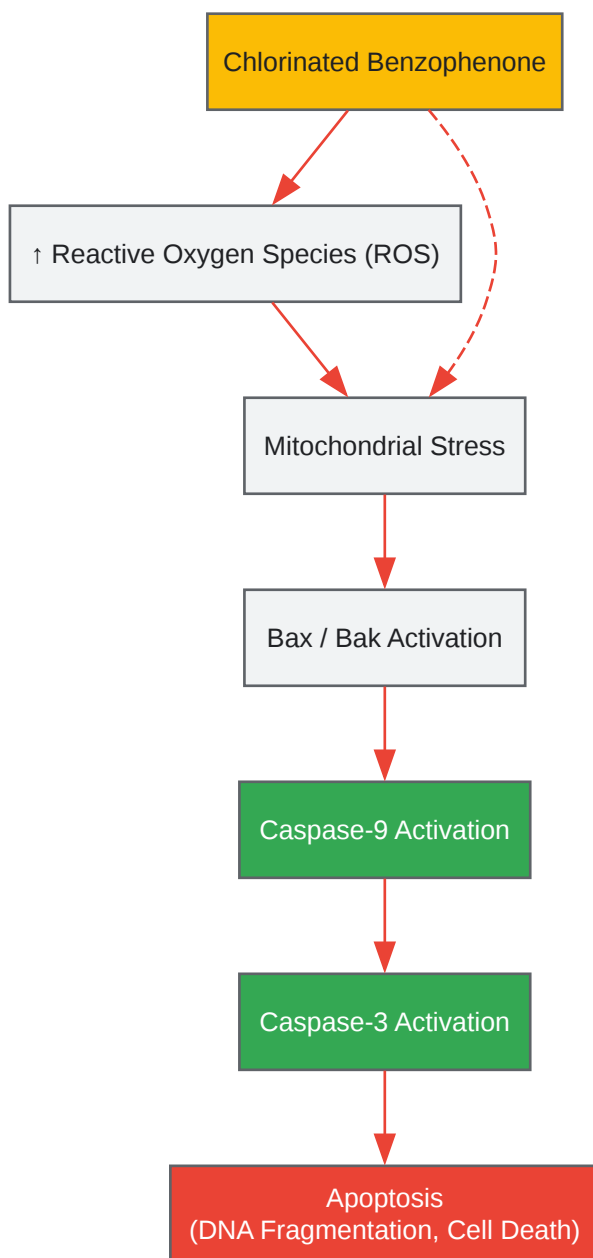 Chlorinated Benzophenone
↑ Reactive Oxygen Species (ROS)
Mitochondrial Stress
Bax / Bak Activation
Caspase-9 Activation
Caspase-3 Activation
Apoptosis
(DNA Fragmentation, Cell Death)